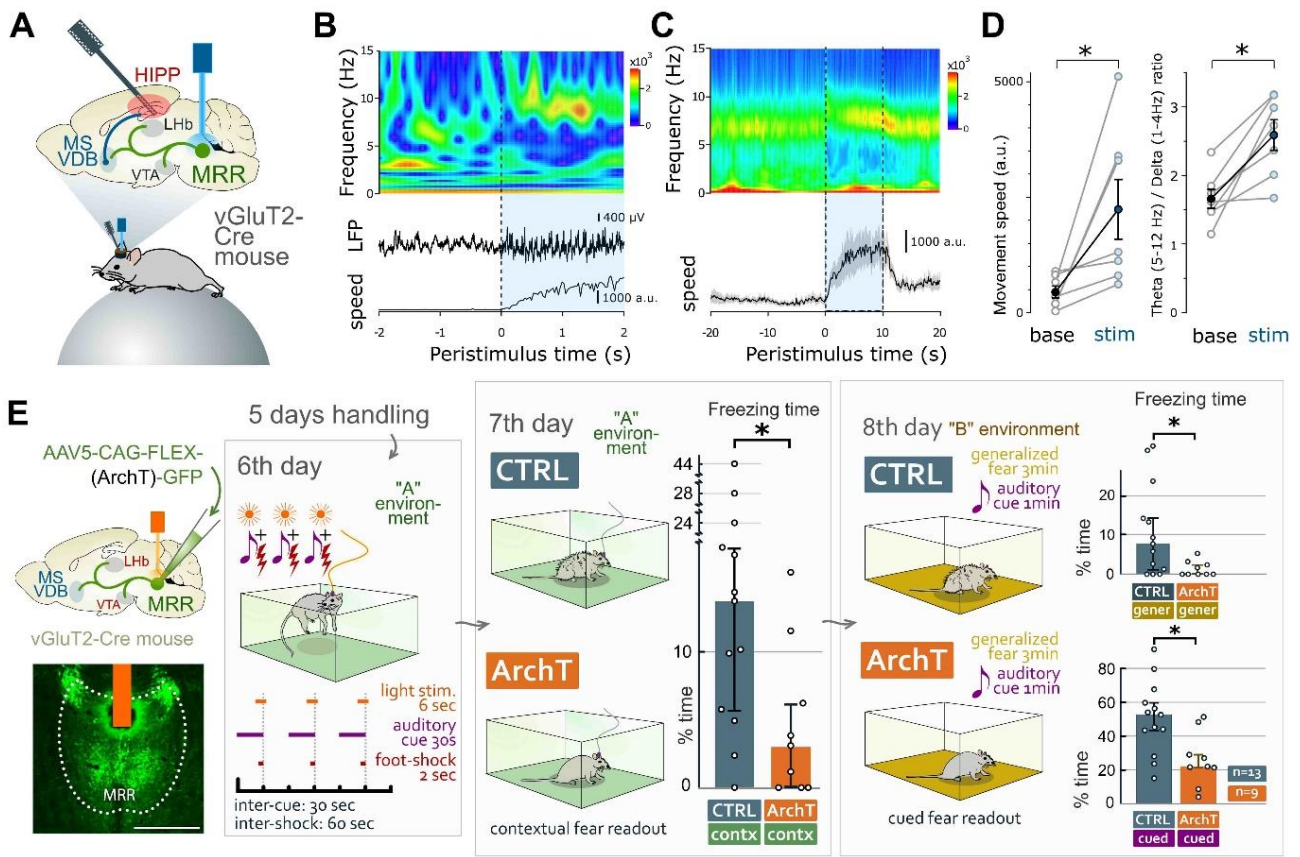 A
HIPP
LHb
MS
VDB
VTA
MRR
vGluT2-
Cre
mouse
B
Frequency (Hz)
15
10
5
0
x10³
2
1
0
LFP
400 µV
speed
1000 a.u.
-2
-1
0
1
2
Peristimulus time (s)
C
Frequency (Hz)
15
10
5
0
x10³
2
1
0
speed
1000 a.u.
-20
-10
0
10
20
Peristimulus time (s)
D
*
Movement speed (a.u.)
5000
0
base
stim
*
Theta (5-12 Hz) / Delta (1-4Hz) ratio
3
2
1
0
base
stim
E
AAV5-CAG-FLEX-
(ArchT)-GFP
LHb
MS
VDB
VTA
MRR
vGluT2-Cre mouse
MRR
5 days handling
6th day
"A"
environ-
ment
+ + +
light stim.
6 sec
auditory
cue 30s
foot-shock
2 sec
inter-cue: 30 sec
inter-shock: 60 sec
7th day
"A"
environ-
ment
CTRL
ArchT
contextual fear readout
Freezing time
*
44
28
24
10
0
% time
CTRL ArchT
contx contx
8th day "B" environment
CTRL
generalized
fear 3min
auditory
cue 1min
ArchT
generalized
fear 3min
auditory
cue 1min
cued fear readout
Freezing time
*
% time
20
0
CTRL ArchT
gener gener
*
% time
80
60
40
20
0
n=13
n=9
CTRL ArchT
cued cued